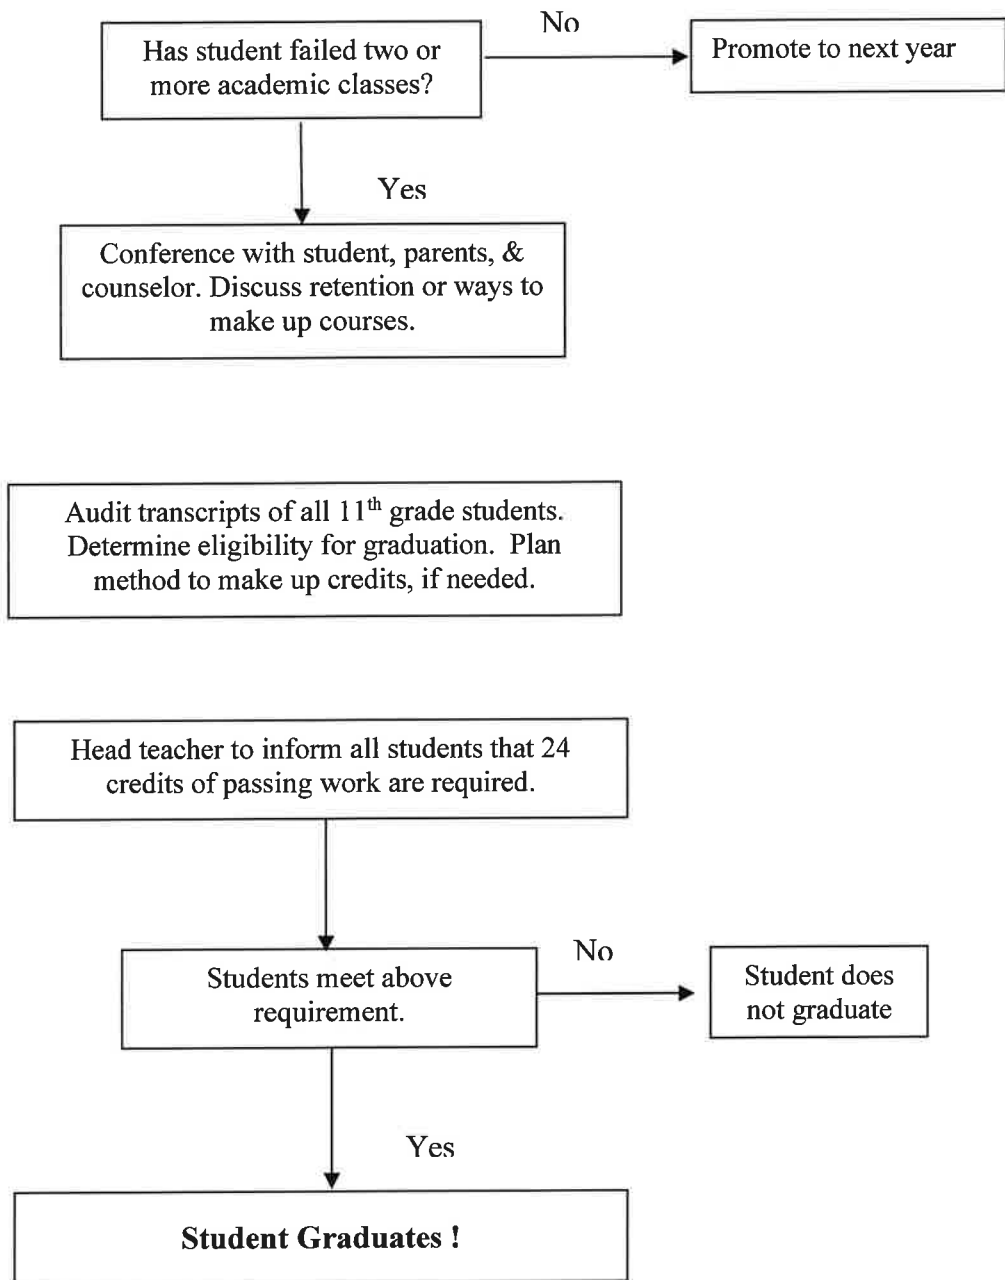 No
Has student failed two or
more academic classes?
Promote to next year
Yes
Conference with student, parents, &
counselor. Discuss retention or ways to
make up courses.
Audit transcripts of all 11th grade students.
Determine eligibility for graduation.  Plan
method to make up credits, if needed.
Head teacher to inform all students that 24
credits of passing work are required.
Students meet above
requirement.
No
Student does
not graduate
Yes
Student Graduates !